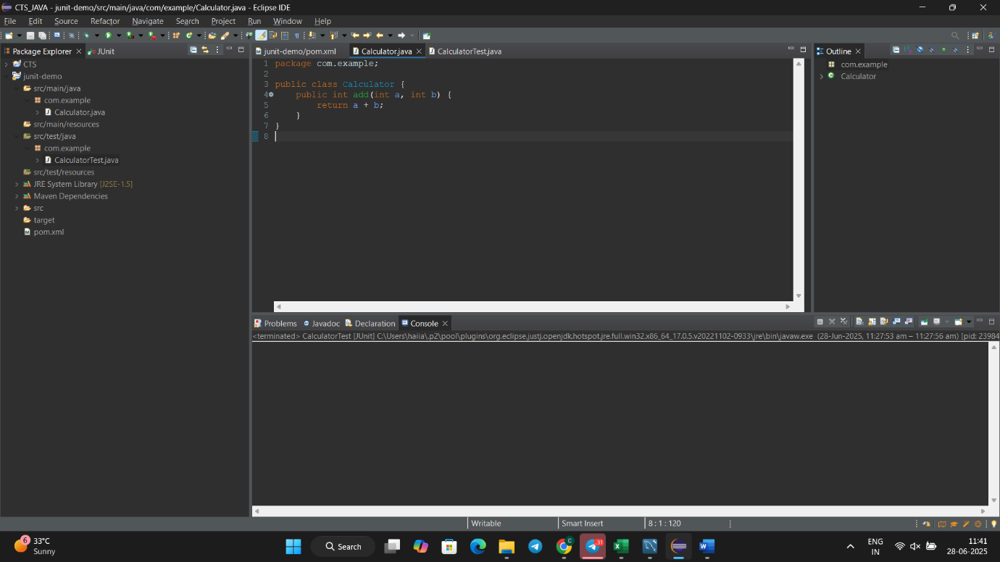 CTS_JAVA - junit-demo/src/main/java/com/example/Calculator.java - Eclipse IDE
File Edit Source Refactor Navigate Search Project Run Window Help
Package Explorer
JUnit
CTS
junit-demo
src/main/java
com.example
Calculator.java
src/main/resources
src/test/java
com.example
CalculatorTest.java
src/test/resources
JRE System Library [J2SE-1.5]
Maven Dependencies
src
target
pom.xml
junit-demo/pom.xml
Calculator.java
CalculatorTest.java
1 package com.example;
2
3 public class Calculator {
4 public int add(int a, int b) {
5 return a + b;
6 }
7 }
8
Outline
com.example
Calculator
Problems
Javadoc
Declaration
Console
<terminated> CalculatorTest [JUnit] C:\Users\haiia\.p2\pool\plugins\org.eclipse.justj.openjdk.hotspot.jre.full.win32.x86_64_17.0.5.v20221102-0933\jre\bin\javaw.exe (28-Jun-2025, 11:27:53 am – 11:27:56 am) [pid: 23984
Writable
Smart Insert
8 : 1 : 120
6
33°C
Sunny
Search
C
31
ENG
IN
11:41
28-06-2025